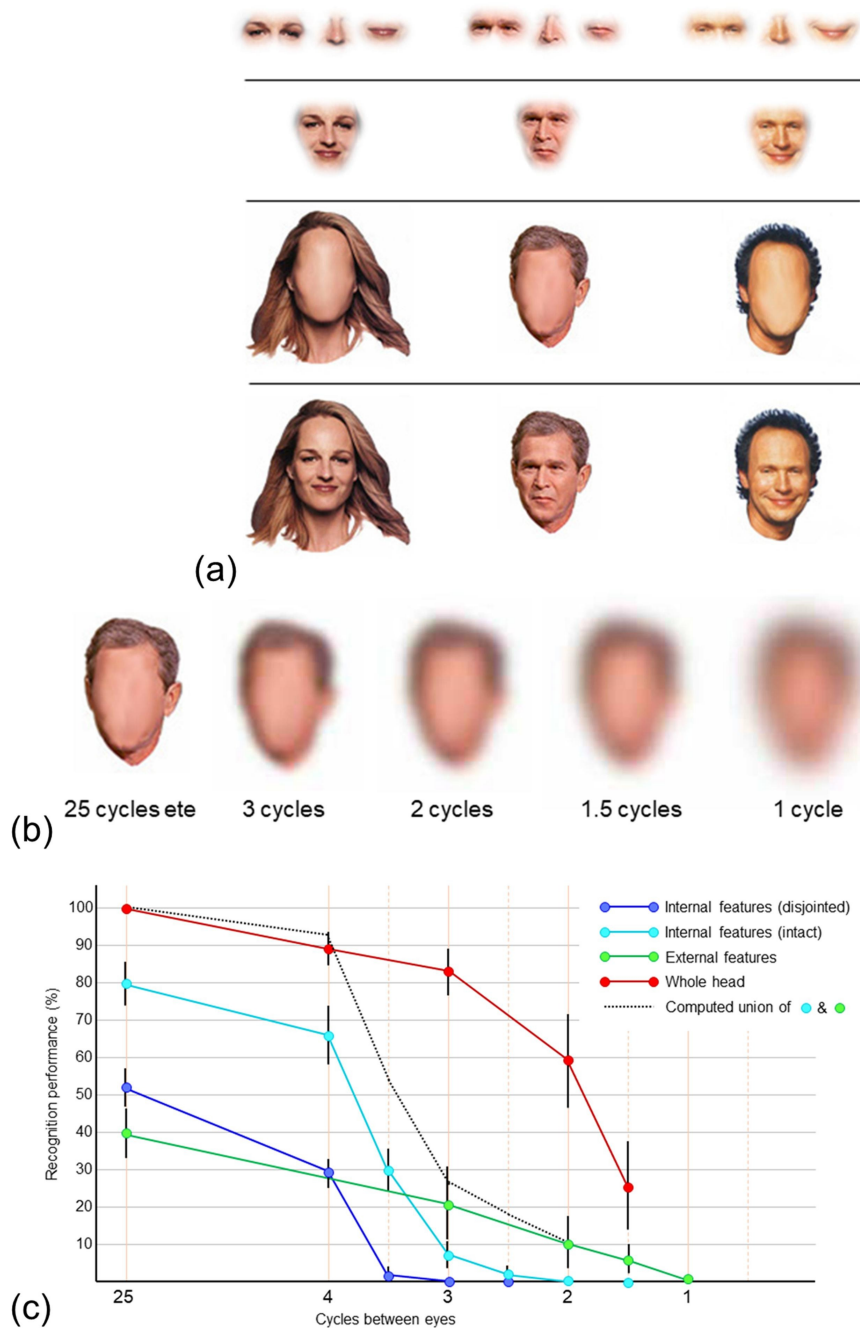 (a)
25 cycles ete
3 cycles
2 cycles
1.5 cycles
1 cycle
(b)
Recognition performance (%)
100
90
80
70
60
50
40
30
20
10
Internal features (disjointed)
Internal features (intact)
External features
Whole head
Computed union of & 
25
4
3
2
1
Cycles between eyes
(c)